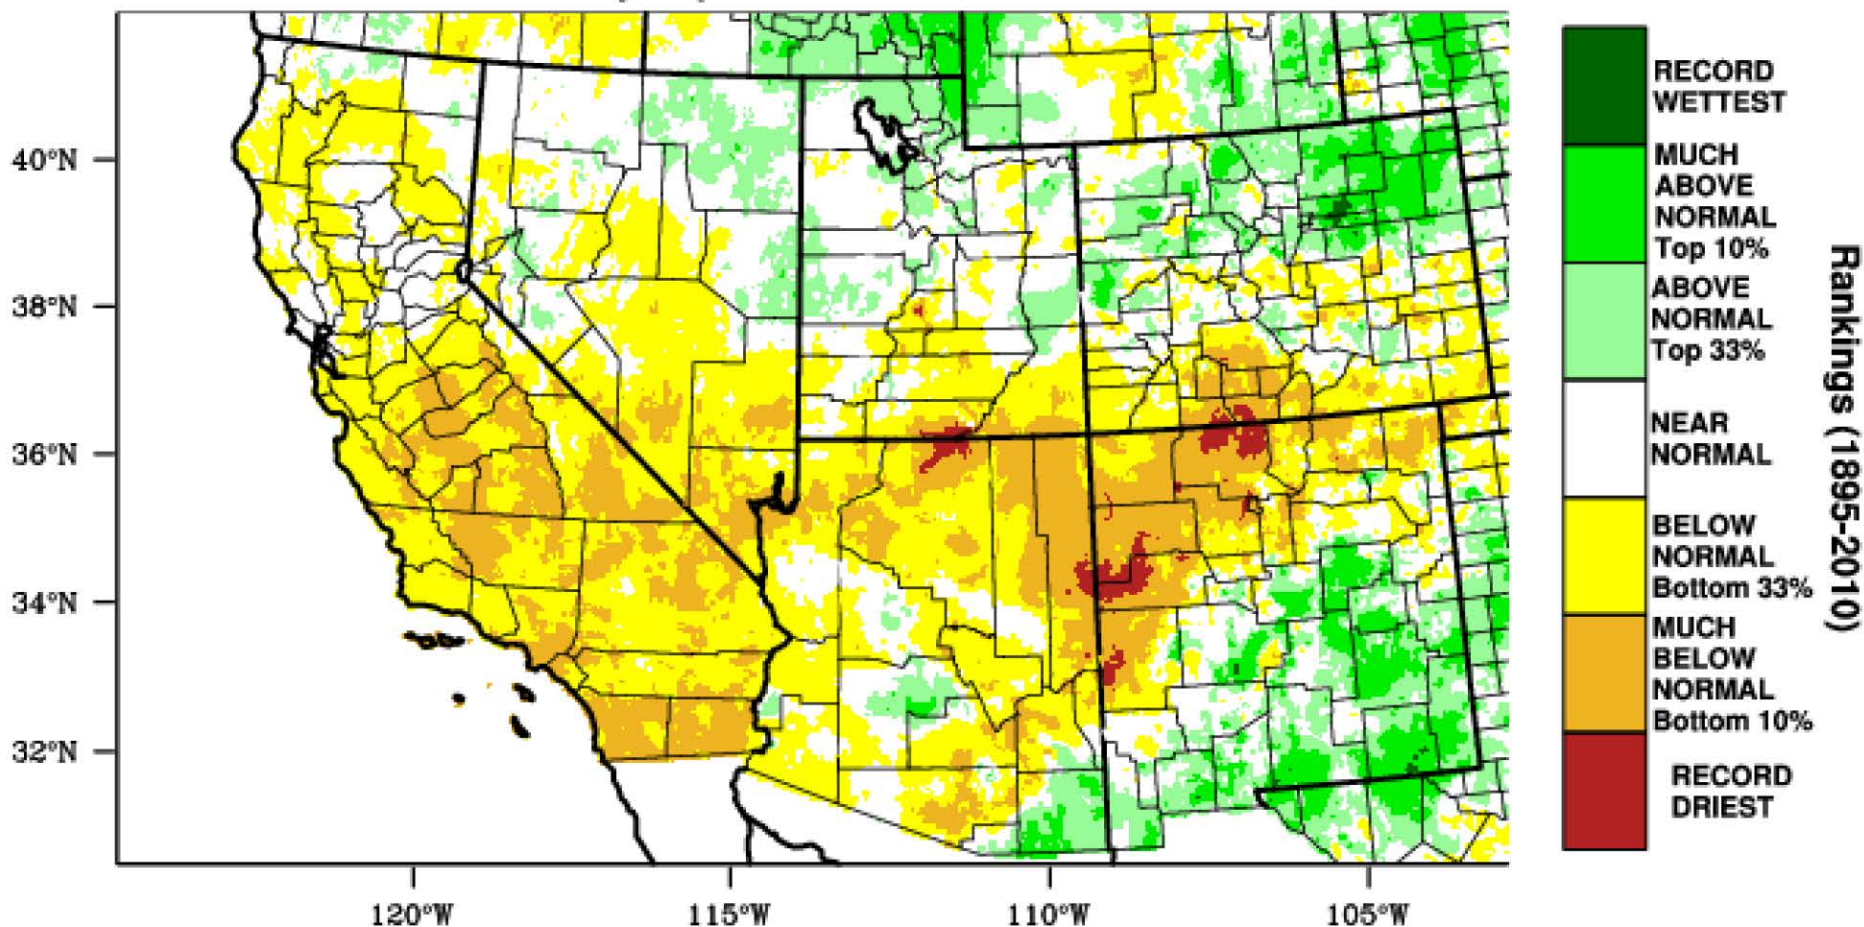 40°N
38°N
36°N
34°N
32°N
120°W
115°W
110°W
105°W
RECORD
WETTEST
MUCH
ABOVE
NORMAL
Top 10%
ABOVE
NORMAL
Top 33%
NEAR
NORMAL
BELOW
NORMAL
Bottom 33%
MUCH
BELOW
NORMAL
Bottom 10%
RECORD
DRIEST
Rankings (1895-2010)